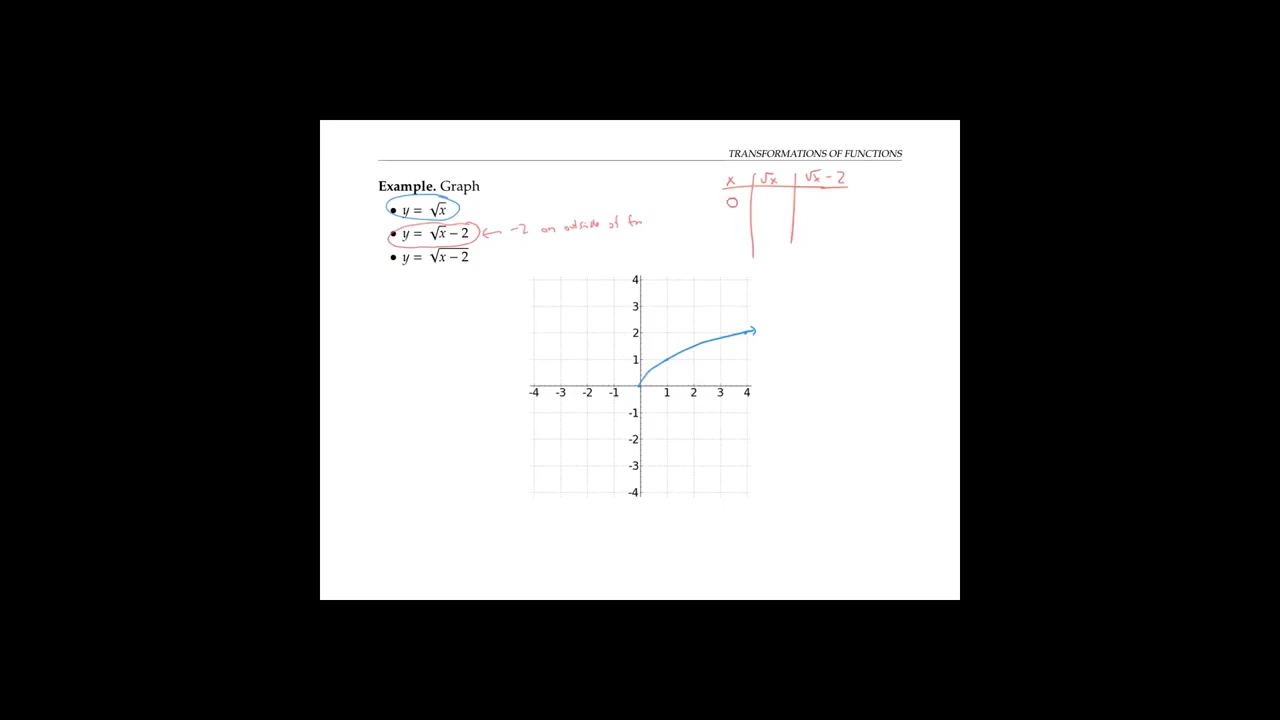 TRANSFORMATIONS OF FUNCTIONS
Example. Graph
• y = √x
• y = √x − 2 ← -2 on outside of fn
• y = √(x − 2)
x √x √x - 2
0
4
3
2
1
-4 -3 -2 -1 1 2 3 4
-1
-2
-3
-4